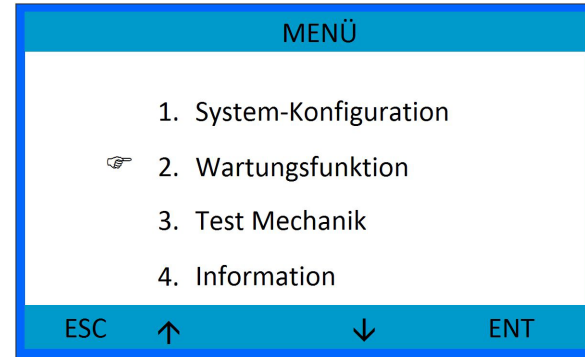 MENÜ
1. System-Konfiguration
☞ 2. Wartungsfunktion
3. Test Mechanik
4. Information
ESC ↑ ↓ ENT